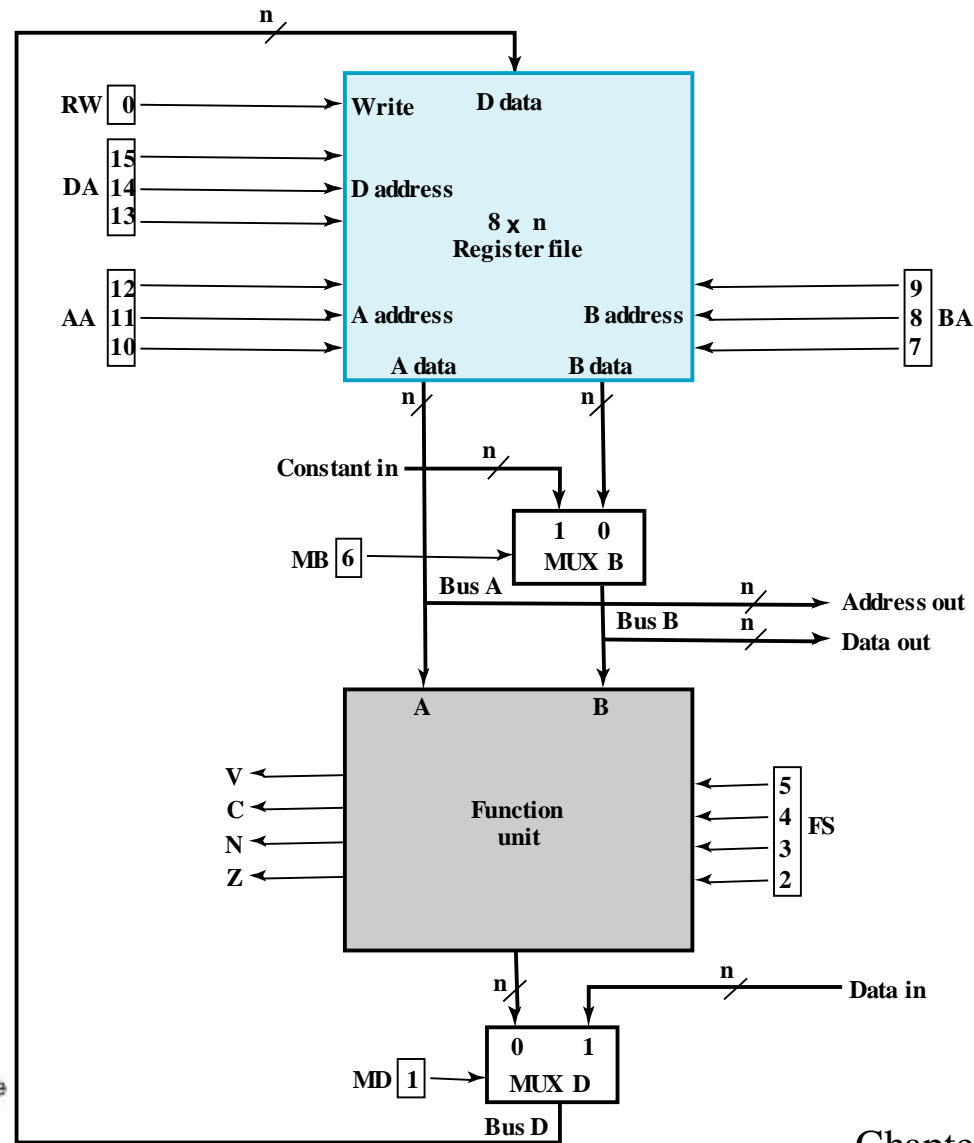 n
RW 0 Write D data
15
DA 14 D address
13
8 x n
Register file
12 9
AA 11 A address B address 8 BA
10 7
A data B data
n n
Constant in n
1 0
MB 6 MUX B
Bus A n Address out
Bus B n Data out
A B
V 5
C Function 4 FS
N unit 3
Z 2
n n Data in
0 1
MD 1 MUX D
e
Bus D
Chapte